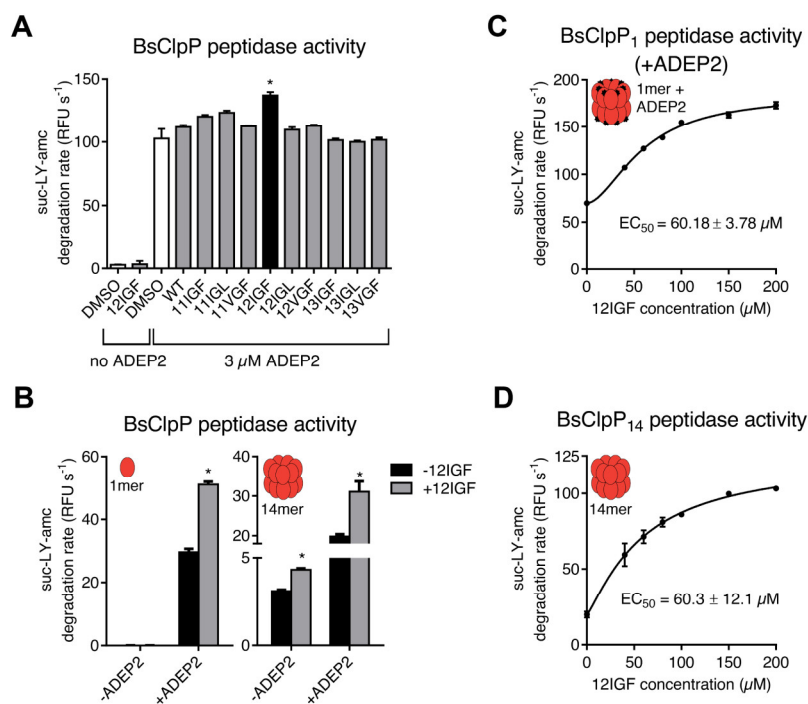 A
BsClpP peptidase activity
suc-LY-amc
degradation rate (RFU s⁻¹)
150
100
50
0
*
DMSO
12IGF
DMSO
WT
11IGF
11IGL
11VGF
12IGF
12IGL
12VGF
13IGF
13IGL
13VGF
no ADEP2
3 µM ADEP2
B
BsClpP peptidase activity
suc-LY-amc
degradation rate (RFU s⁻¹)
60
40
20
0
1mer
*
-ADEP2
+ADEP2
40
30
20
5
0
14mer
*
*
-ADEP2
+ADEP2
-12IGF
+12IGF
C
BsClpP₁ peptidase activity
(+ADEP2)
suc-LY-amc
degradation rate (RFU s⁻¹)
200
150
100
50
0
1mer +
ADEP2
EC₅₀ = 60.18 ± 3.78 µM
0
50
100
150
200
12IGF concentration (µM)
D
BsClpP₁₄ peptidase activity
suc-LY-amc
degradation rate (RFU s⁻¹)
125
100
50
0
14mer
EC₅₀ = 60.3 ± 12.1 µM
0
50
100
150
200
12IGF concentration (µM)